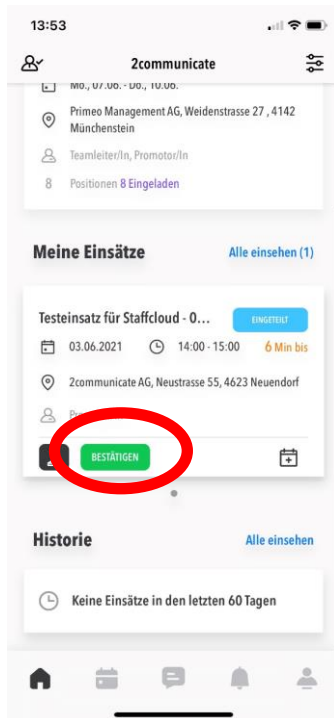 13:53
2communicate
Mo., 07.06. - Do., 10.06.
Primeo Management AG, Weidenstrasse 27 , 4142
Münchenstein
Teamleiter/In, Promotor/In
8 Positionen 8 Eingeladen
Meine Einsätze Alle einsehen (1)
Testeinsatz für Staffcloud - 0... EINGETEILT
03.06.2021 14:00 - 15:00 6 Min bis
2communicate AG, Neustrasse 55, 4623 Neuendorf
BESTÄTIGEN
Historie Alle einsehen
Keine Einsätze in den letzten 60 Tagen